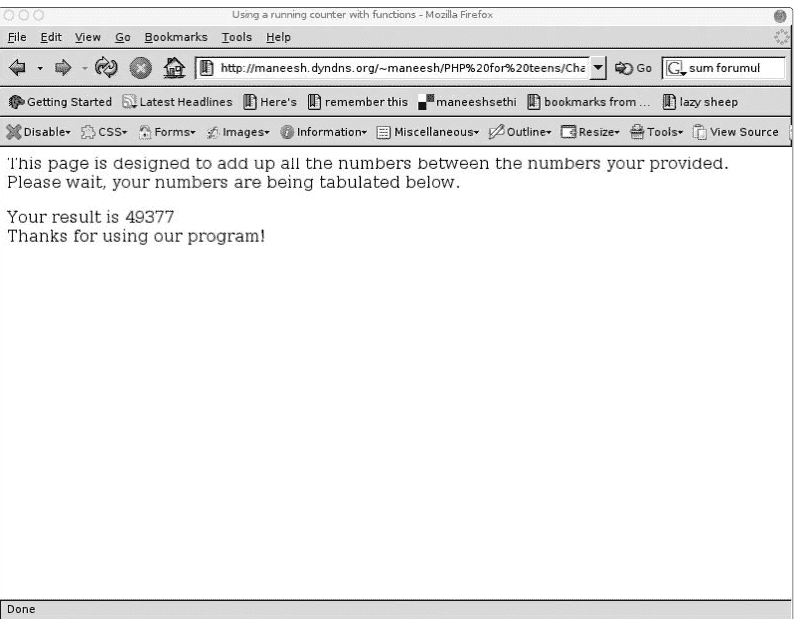 Using a running counter with functions - Mozilla Firefox
File Edit View Go Bookmarks Tools Help
http://maneesh.dyndns.org/~maneesh/PHP%20for%20teens/Cha Go G sum forumul
Getting Started Latest Headlines Here's remember this maneeshsethi bookmarks from ... lazy sheep
Disable CSS Forms Images Information Miscellaneous Outline Resize Tools View Source
This page is designed to add up all the numbers between the numbers your provided.
Please wait, your numbers are being tabulated below.
Your result is 49377
Thanks for using our program!
Done